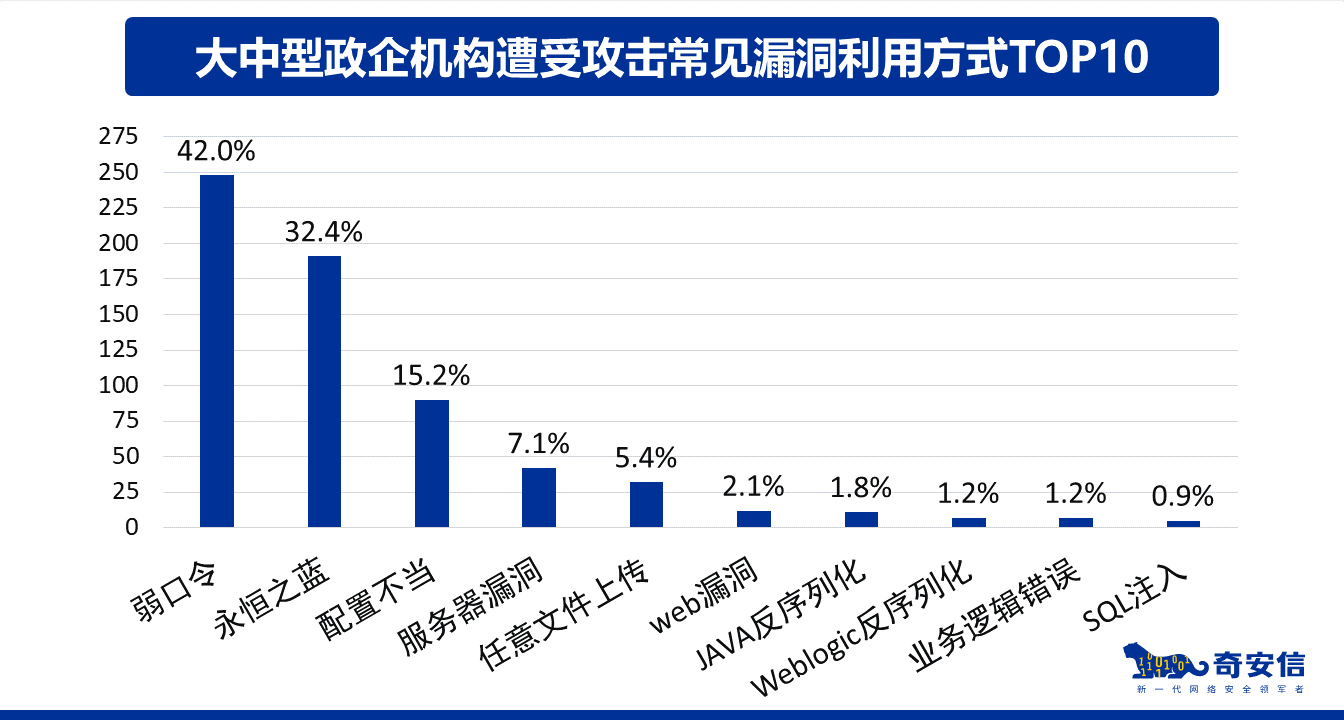 大中型政企机构遭受攻击常见漏洞利用方式TOP10
275
250
225
200
175
150
125
100
75
50
25
0
42.0%
32.4%
15.2%
7.1%
5.4%
2.1%
1.8%
1.2%
1.2%
0.9%
弱口令
永恒之蓝
配置不当
服务器漏洞
任意文件上传
web漏洞
JAVA反序列化
Weblogic反序列化
业务逻辑错误
SQL注入
奇安信
新一代网络安全领军者